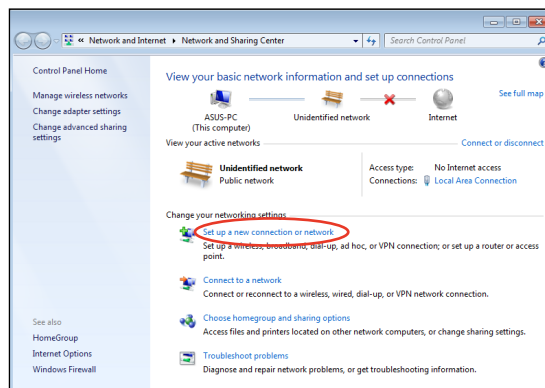 « Network and Internet ▸ Network and Sharing Center
Search Control Panel
Control Panel Home
Manage wireless networks
Change adapter settings
Change advanced sharing
settings
View your basic network information and set up connections
See full map
ASUS-PC
(This computer)
Unidentified network
Internet
View your active networks
Connect or disconnect
Unidentified network
Public network
Access type: No Internet access
Connections: Local Area Connection
Change your networking settings
Set up a new connection or network
Set up a wireless, broadband, dial-up, ad hoc, or VPN connection; or set up a router or access
point.
Connect to a network
Connect or reconnect to a wireless, wired, dial-up, or VPN network connection.
Choose homegroup and sharing options
Access files and printers located on other network computers, or change sharing settings.
Troubleshoot problems
Diagnose and repair network problems, or get troubleshooting information.
See also
HomeGroup
Internet Options
Windows Firewall